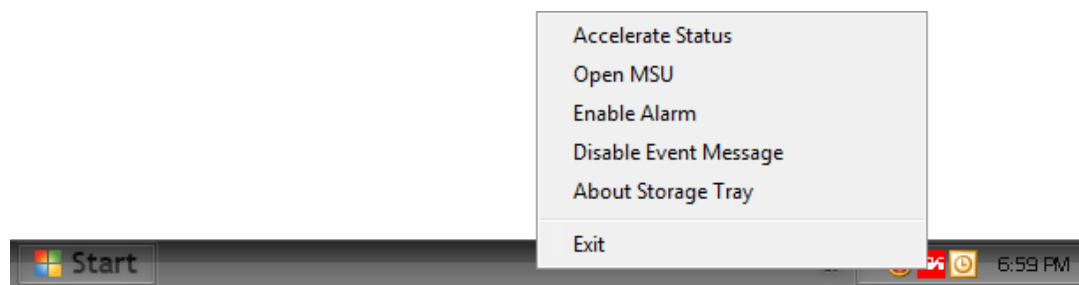 Accelerate Status
Open MSU
Enable Alarm
Disable Event Message
About Storage Tray
Exit
Start
6:59 PM